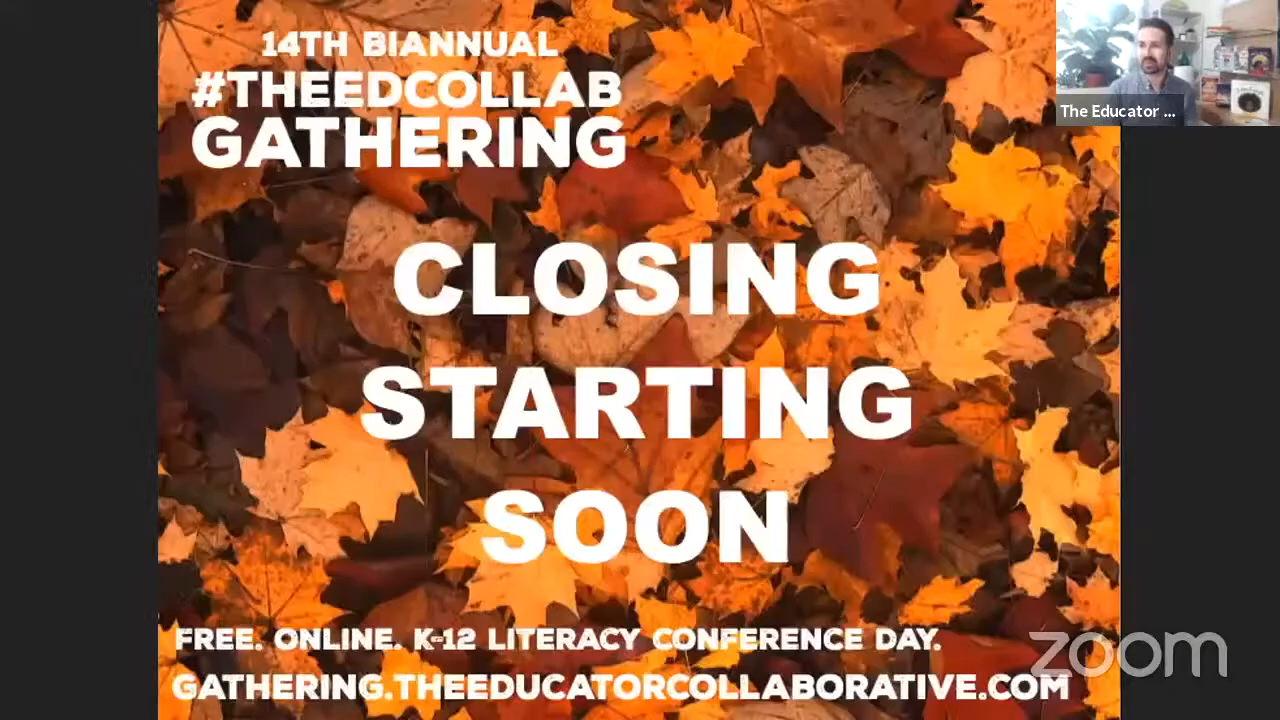 14TH BIANNUAL
#THEEDCOLLAB
GATHERING
The Educator ...
CLOSING
STARTING
SOON
FREE. ONLINE. K-12 LITERACY CONFERENCE DAY.
GATHERING.THEEDUCATORCOLLABORATIVE.COM
zoom